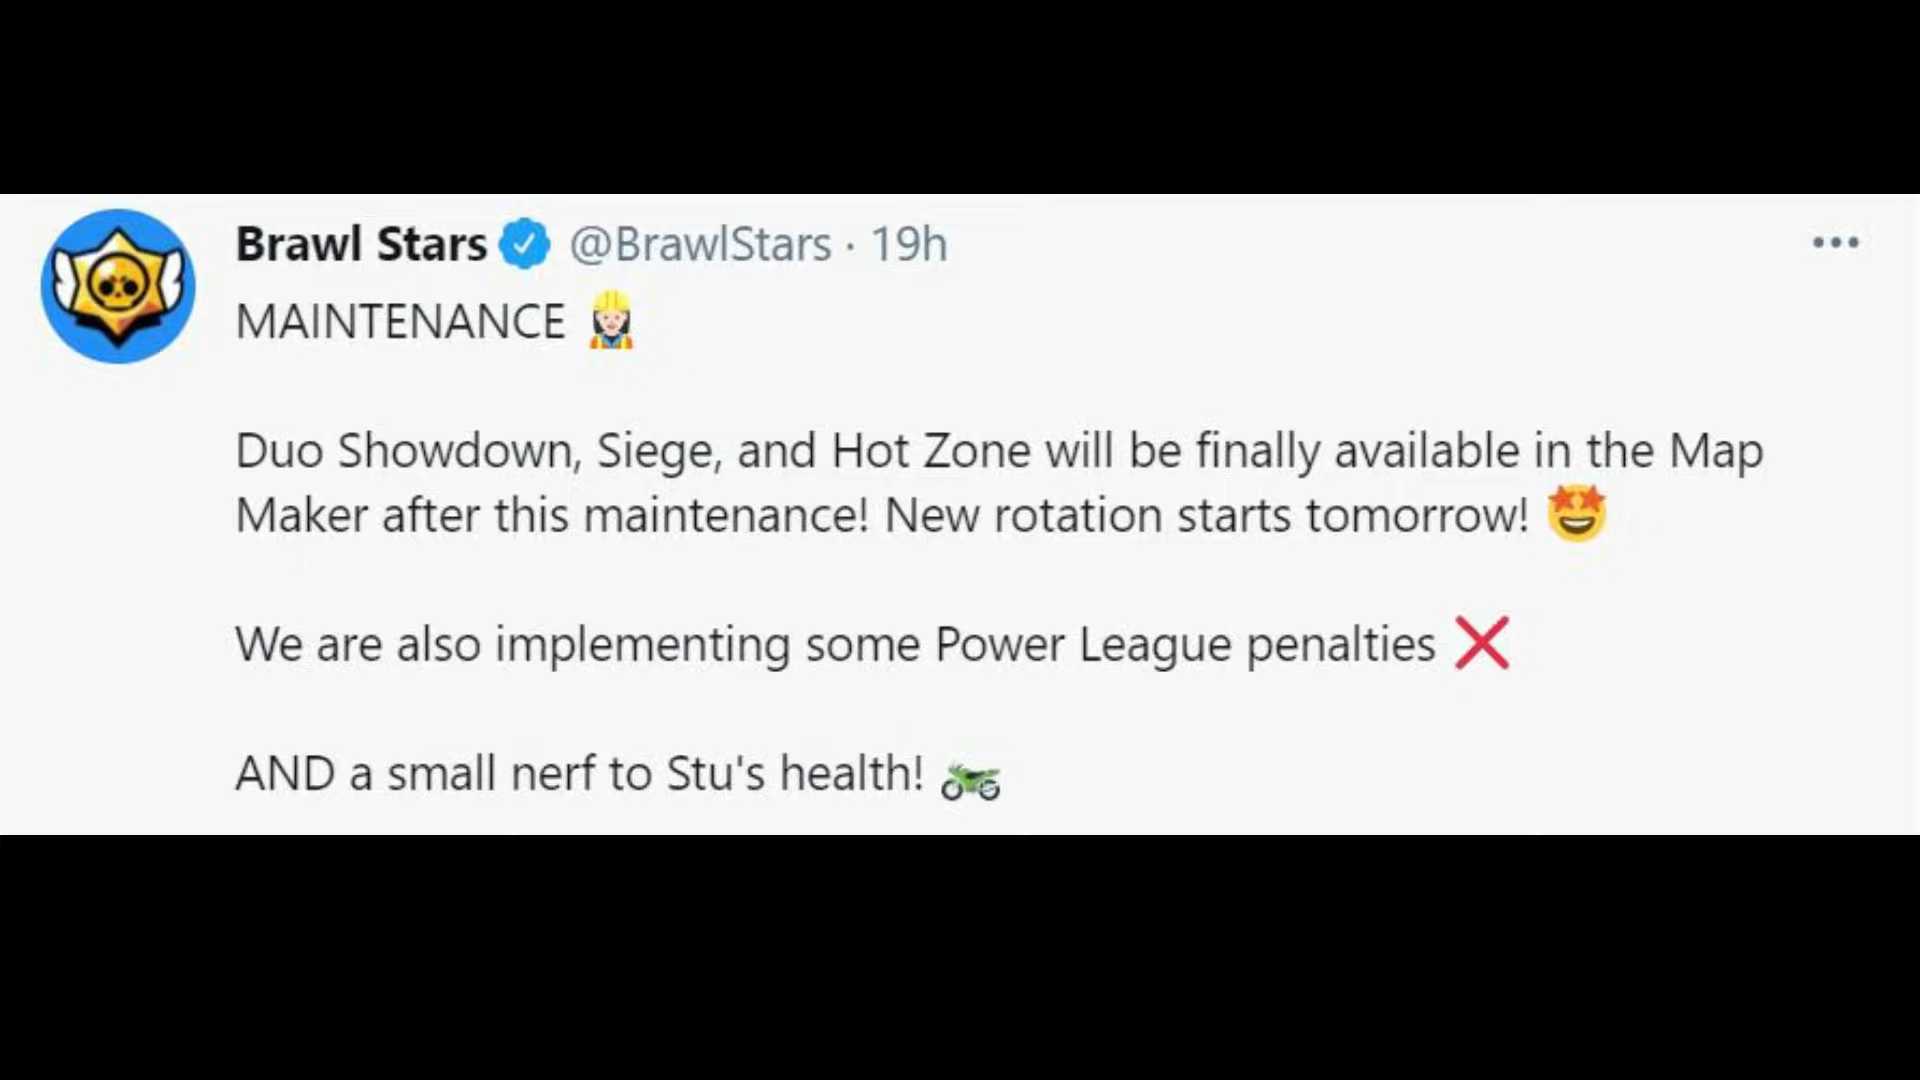 Brawl Stars @BrawlStars · 19h
MAINTENANCE 👷🏻‍♀️
Duo Showdown, Siege, and Hot Zone will be finally available in the Map
Maker after this maintenance! New rotation starts tomorrow! 🤩
We are also implementing some Power League penalties ❌
AND a small nerf to Stu's health! 🏍️